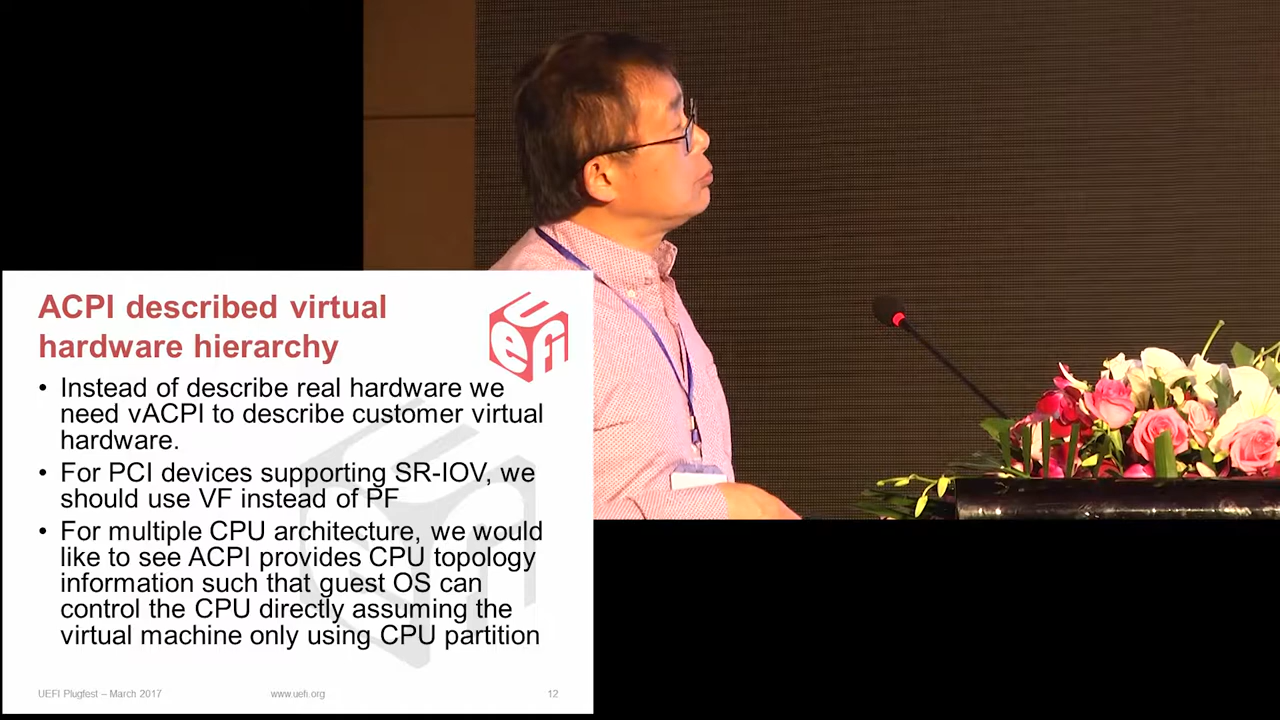 ACPI described virtual
hardware hierarchy
UEFI
• Instead of describe real hardware we
need vACPI to describe customer virtual
hardware.
• For PCI devices supporting SR-IOV, we
should use VF instead of PF
• For multiple CPU architecture, we would
like to see ACPI provides CPU topology
information such that guest OS can
control the CPU directly assuming the
virtual machine only using CPU partition
UEFI Plugfest – March 2017
www.uefi.org
12